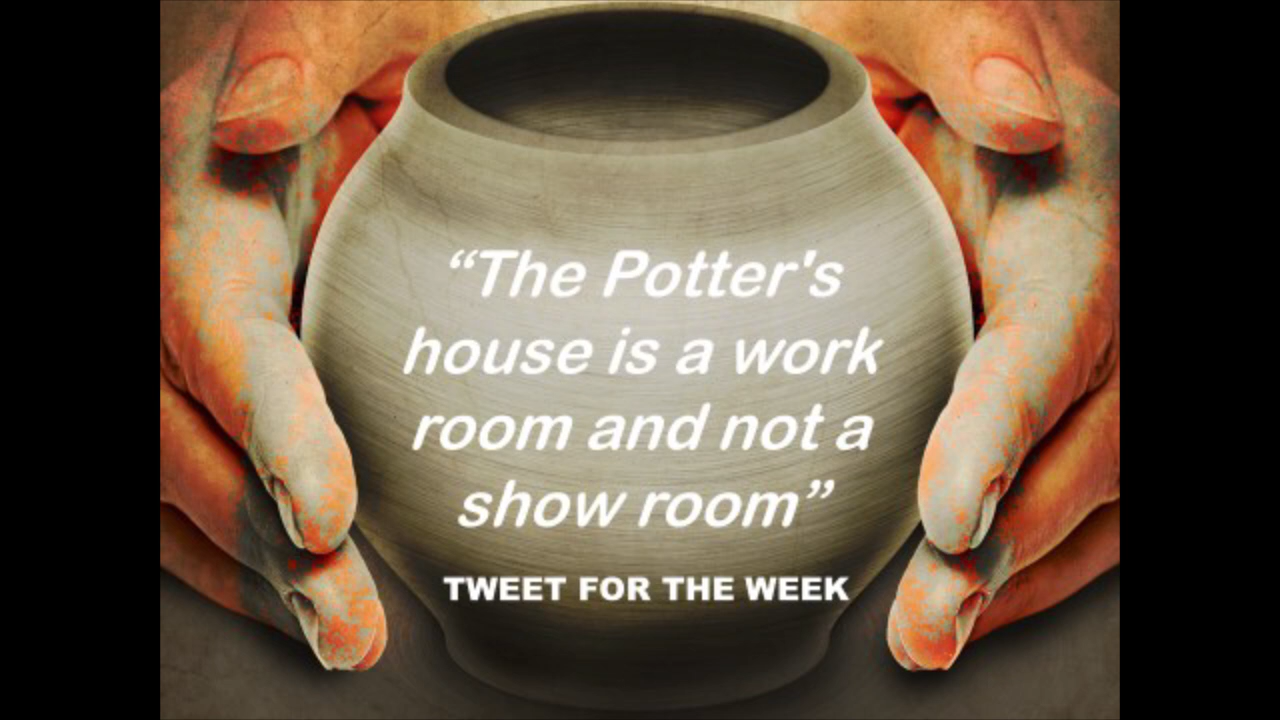 “The Potter's
house is a work
room and not a
show room”
TWEET FOR THE WEEK